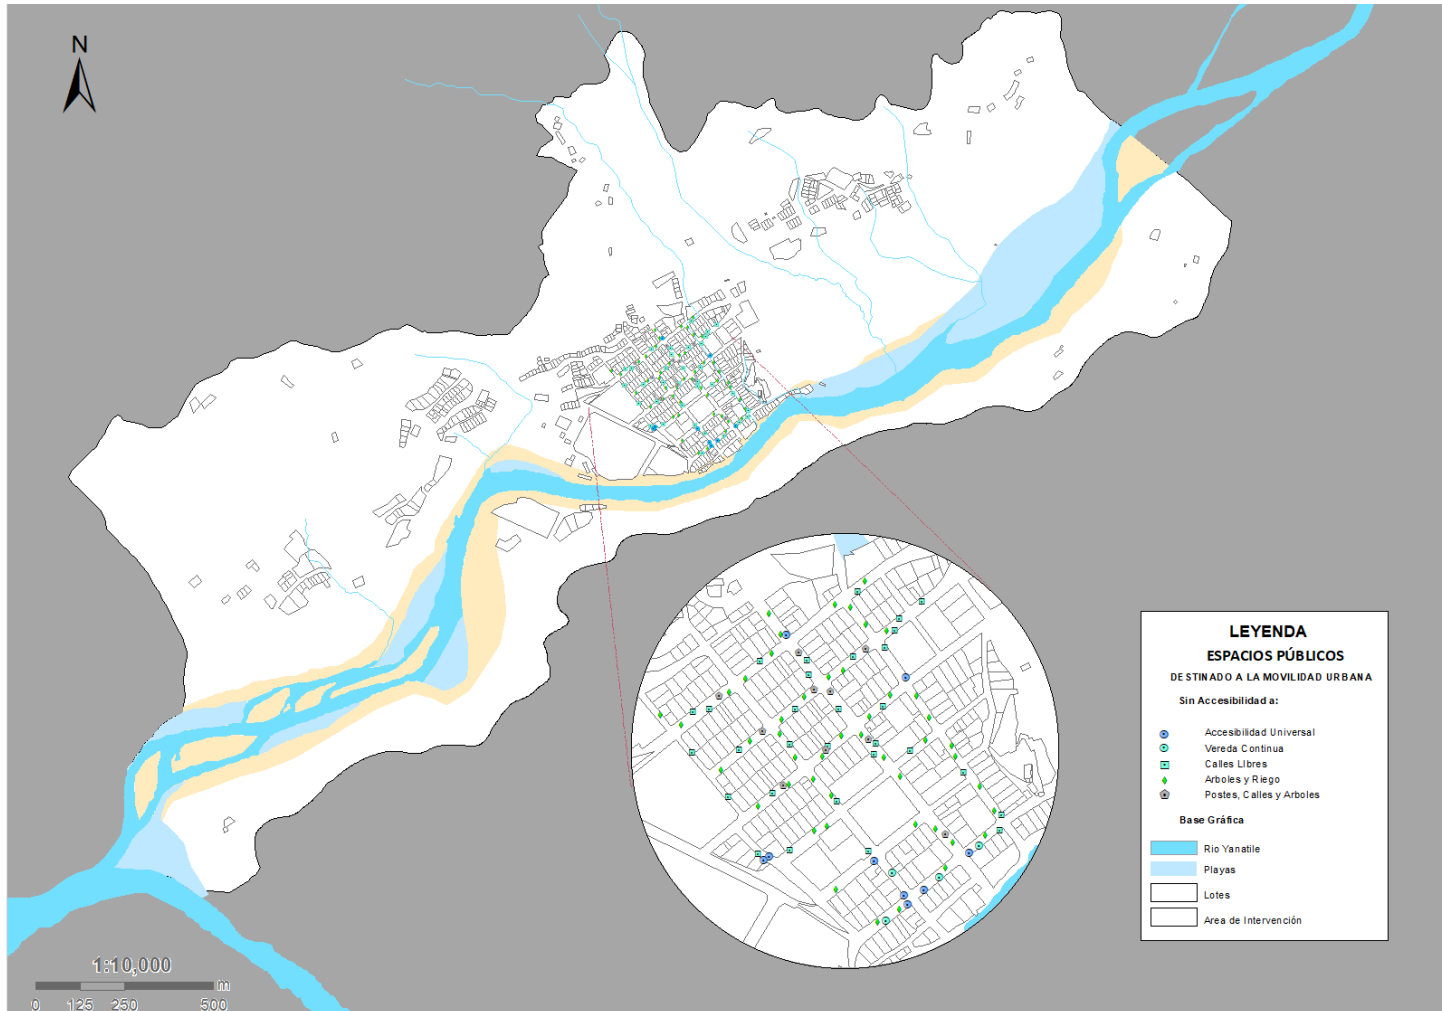 N
LEYENDA
ESPACIOS PÚBLICOS
DESTINADO A LA MOVILIDAD URBANA
Sin Accesibilidad a:
Accesibilidad Universal
Vereda Continua
Calles LIbres
Arboles y Riego
Postes, Calles y Arboles
Base Gráfica
Rio Yanatile
Playas
Lotes
Area de Intervención
1:10,000
m
0 125 250 500